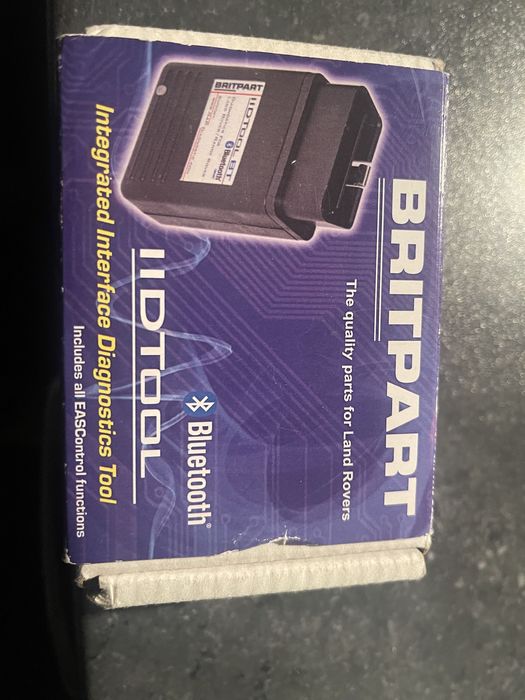 BRITPART
The quality parts for Land Rovers
BRITPART
IIDTOOL BT
Bluetooth
IIDTOOL
Bluetooth®
Integrated Interface Diagnostics Tool
Includes all EASControl functions